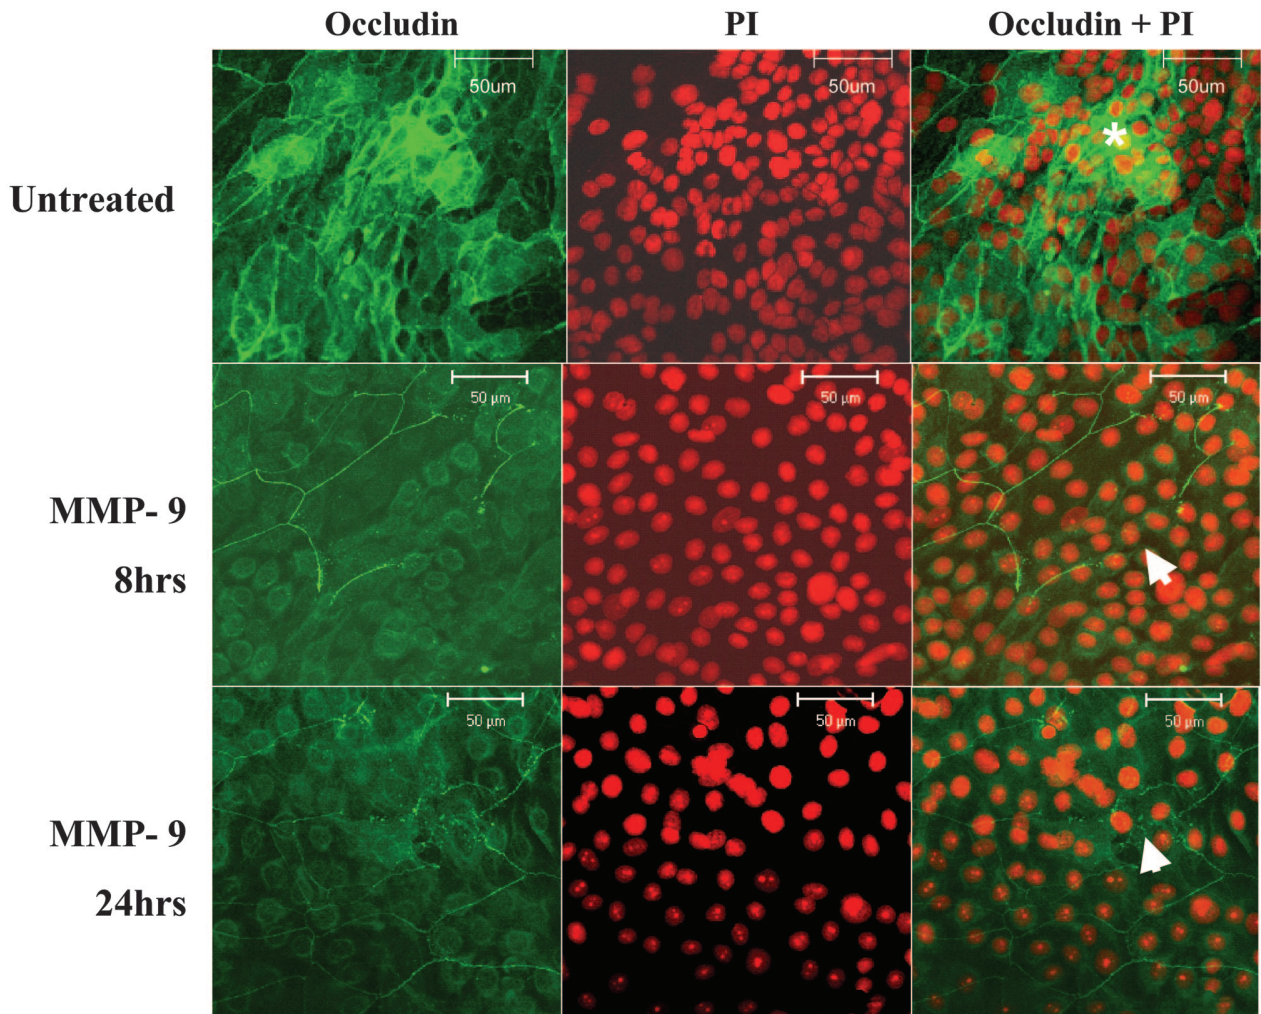 Occludin PI Occludin + PI
50um 50um 50um
*
Untreated
50 µm 50 µm 50 µm
MMP- 9
8hrs
50 µm 50 µm 50 µm
MMP- 9
24hrs